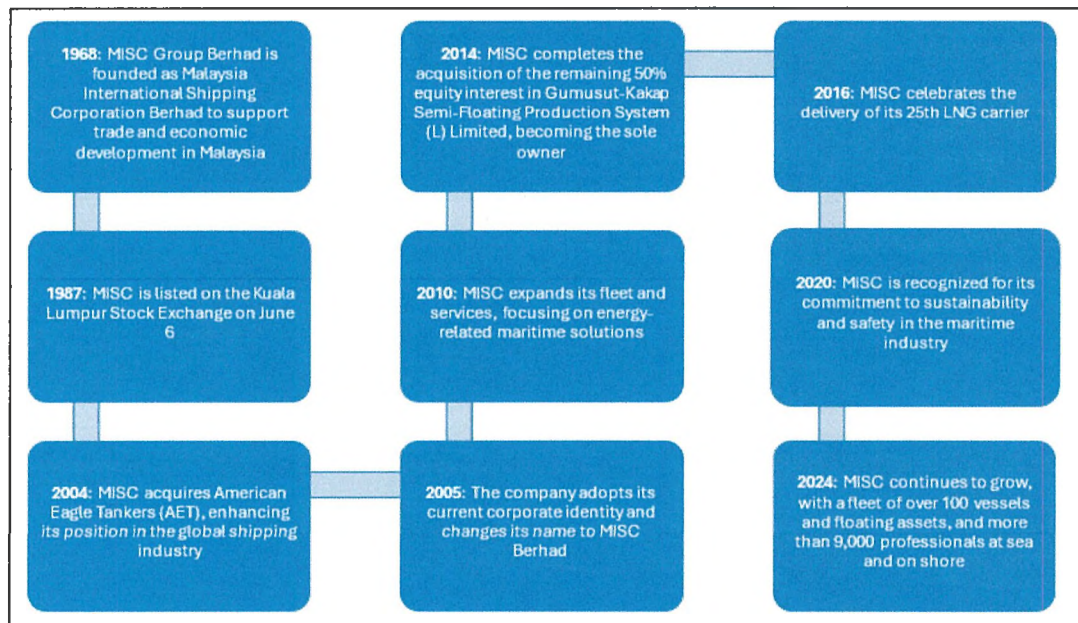 1968: MISC Group Berhad is
founded as Malaysia
International Shipping
Corporation Berhad to support
trade and economic
development in Malaysia
1987: MISC is listed on the Kuala
Lumpur Stock Exchange on June
6
2004: MISC acquires American
Eagle Tankers (AET), enhancing
its position in the global shipping
industry
2005: The company adopts its
current corporate identity and
changes its name to MISC
Berhad
2010: MISC expands its fleet and
services, focusing on energy-
related maritime solutions
2014: MISC completes the
acquisition of the remaining 50%
equity interest in Gumusut-Kakap
Semi-Floating Production System
(L) Limited, becoming the sole
owner
2016: MISC celebrates the
delivery of its 25th LNG carrier
2020: MISC is recognized for its
commitment to sustainability
and safety in the maritime
industry
2024: MISC continues to grow,
with a fleet of over 100 vessels
and floating assets, and more
than 9,000 professionals at sea
and on shore